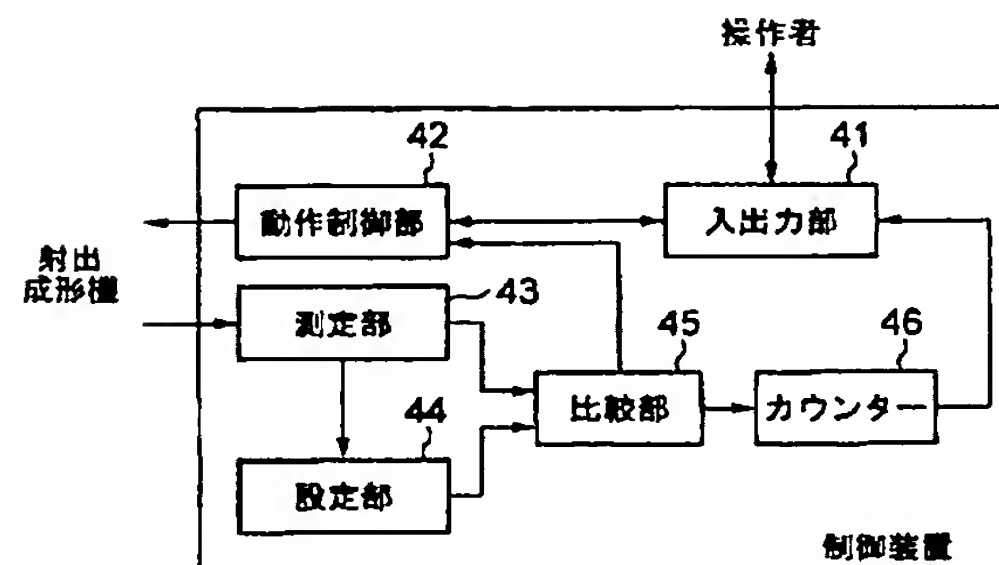 操作者
42
41
動作制御部
入出力部
射出
成形機
43
測定部
45
46
44
比較部
カウンター
設定部
制御装置